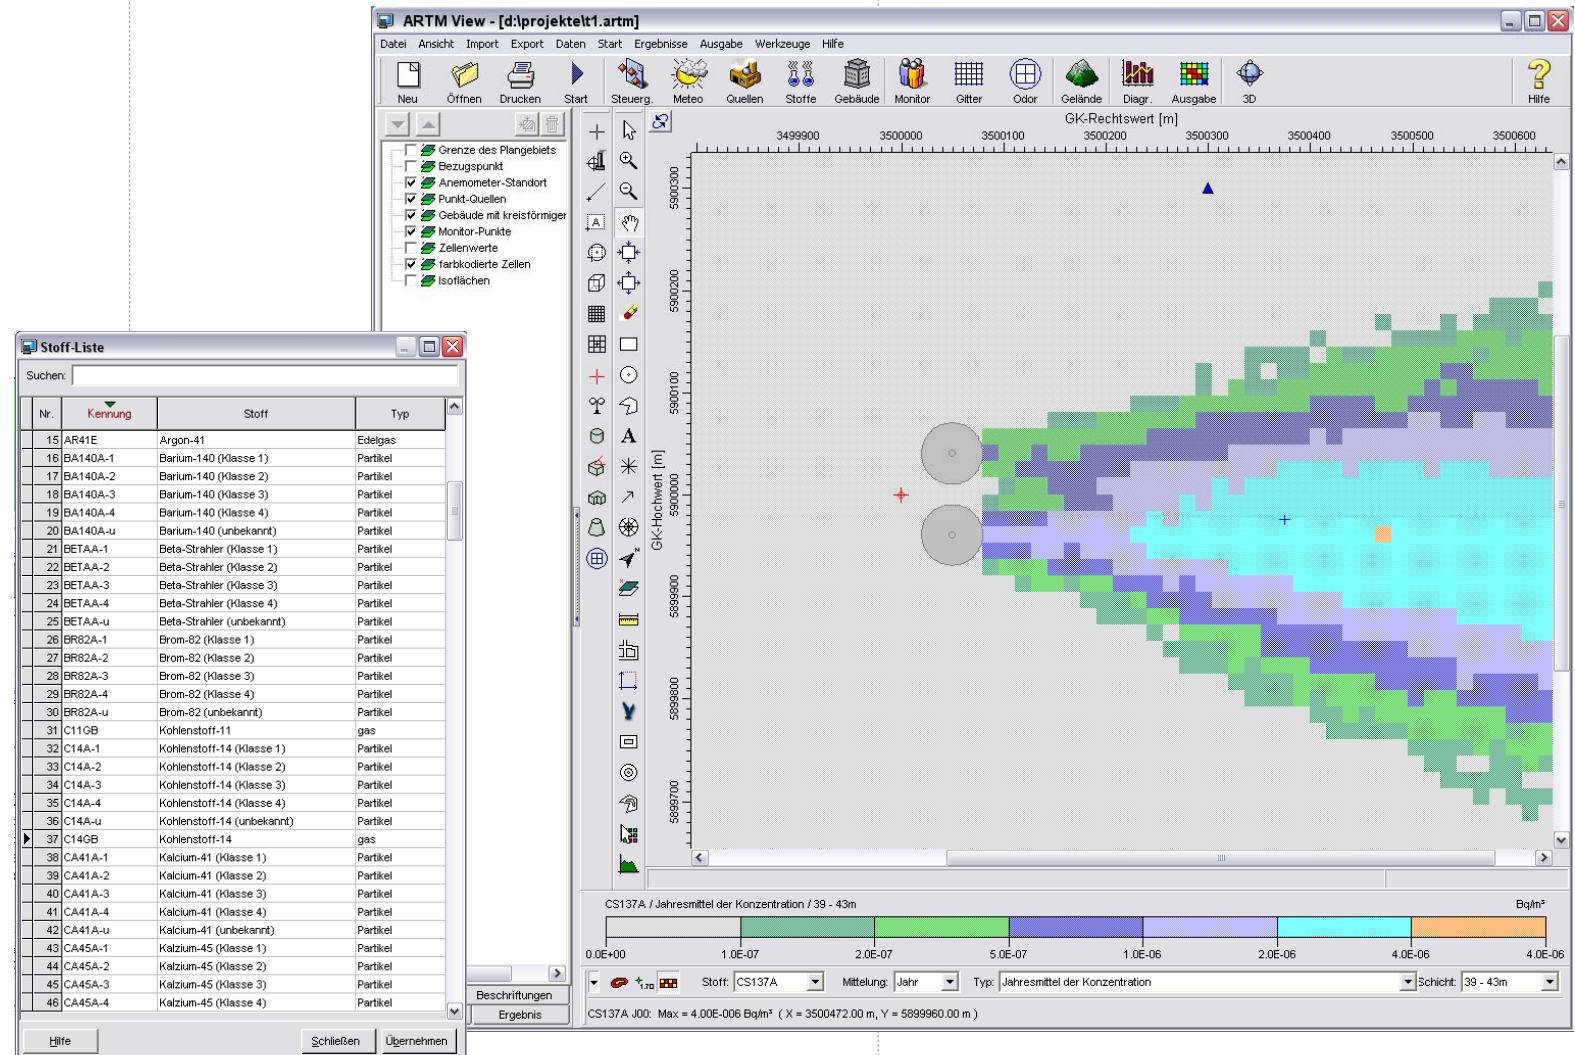 ARTM View - [d:\projekte\t1.artm]
Datei Ansicht Import Export Daten Start Ergebnisse Ausgabe Werkzeuge Hilfe
Neu Öffnen Drucken Start Steuerg. Meteo Quellen Stoffe Gebäude Monitor Gitter Odor Gelände Diagr. Ausgabe 3D Hilfe
Grenze des Plangebiets
Bezugspunkt
Anemometer-Standort
Punkt-Quellen
Gebäude mit kreisförmiger
Monitor-Punkte
Zellenwerte
farbkodierte Zellen
Isoflächen
GK-Rechtswert [m]
3499900 3500000 3500100 3500200 3500300 3500400 3500500 3500600
GK-Hochwert [m]
5900300
5900200
5900100
5900000
5899900
5899800
5899700
Stoff-Liste
Suchen:
Nr. Kennung Stoff Typ
15 AR41E Argon-41 Edelgas
16 BA140A-1 Barium-140 (Klasse 1) Partikel
17 BA140A-2 Barium-140 (Klasse 2) Partikel
18 BA140A-3 Barium-140 (Klasse 3) Partikel
19 BA140A-4 Barium-140 (Klasse 4) Partikel
20 BA140A-u Barium-140 (unbekannt) Partikel
21 BETAA-1 Beta-Strahler (Klasse 1) Partikel
22 BETAA-2 Beta-Strahler (Klasse 2) Partikel
23 BETAA-3 Beta-Strahler (Klasse 3) Partikel
24 BETAA-4 Beta-Strahler (Klasse 4) Partikel
25 BETAA-u Beta-Strahler (unbekannt) Partikel
26 BR82A-1 Brom-82 (Klasse 1) Partikel
27 BR82A-2 Brom-82 (Klasse 2) Partikel
28 BR82A-3 Brom-82 (Klasse 3) Partikel
29 BR82A-4 Brom-82 (Klasse 4) Partikel
30 BR82A-u Brom-82 (unbekannt) Partikel
31 C11GB Kohlenstoff-11 gas
32 C14A-1 Kohlenstoff-14 (Klasse 1) Partikel
33 C14A-2 Kohlenstoff-14 (Klasse 2) Partikel
34 C14A-3 Kohlenstoff-14 (Klasse 3) Partikel
35 C14A-4 Kohlenstoff-14 (Klasse 4) Partikel
36 C14A-u Kohlenstoff-14 (unbekannt) Partikel
37 C14GB Kohlenstoff-14 gas
38 CA41A-1 Kalcium-41 (Klasse 1) Partikel
39 CA41A-2 Kalcium-41 (Klasse 2) Partikel
40 CA41A-3 Kalcium-41 (Klasse 3) Partikel
41 CA41A-4 Kalcium-41 (Klasse 4) Partikel
42 CA41A-u Kalcium-41 (unbekannt) Partikel
43 CA45A-1 Kalzium-45 (Klasse 1) Partikel
44 CA45A-2 Kalzium-45 (Klasse 2) Partikel
45 CA45A-3 Kalzium-45 (Klasse 3) Partikel
46 CA45A-4 Kalzium-45 (Klasse 4) Partikel
Hilfe Schließen Übernehmen
Beschriftungen
Ergebnis
CS137A / Jahresmittel der Konzentration / 39 - 43m Bq/m³
0.0E+00 1.0E-07 2.0E-07 5.0E-07 1.0E-06 2.0E-06 4.0E-06 4.0E-06
1.70 Stoff: CS137A Mittelung: Jahr Typ: Jahresmittel der Konzentration Schicht: 39 - 43m
CS137A J00: Max = 4.00E-006 Bq/m³ ( X = 3500472.00 m, Y = 5899960.00 m )